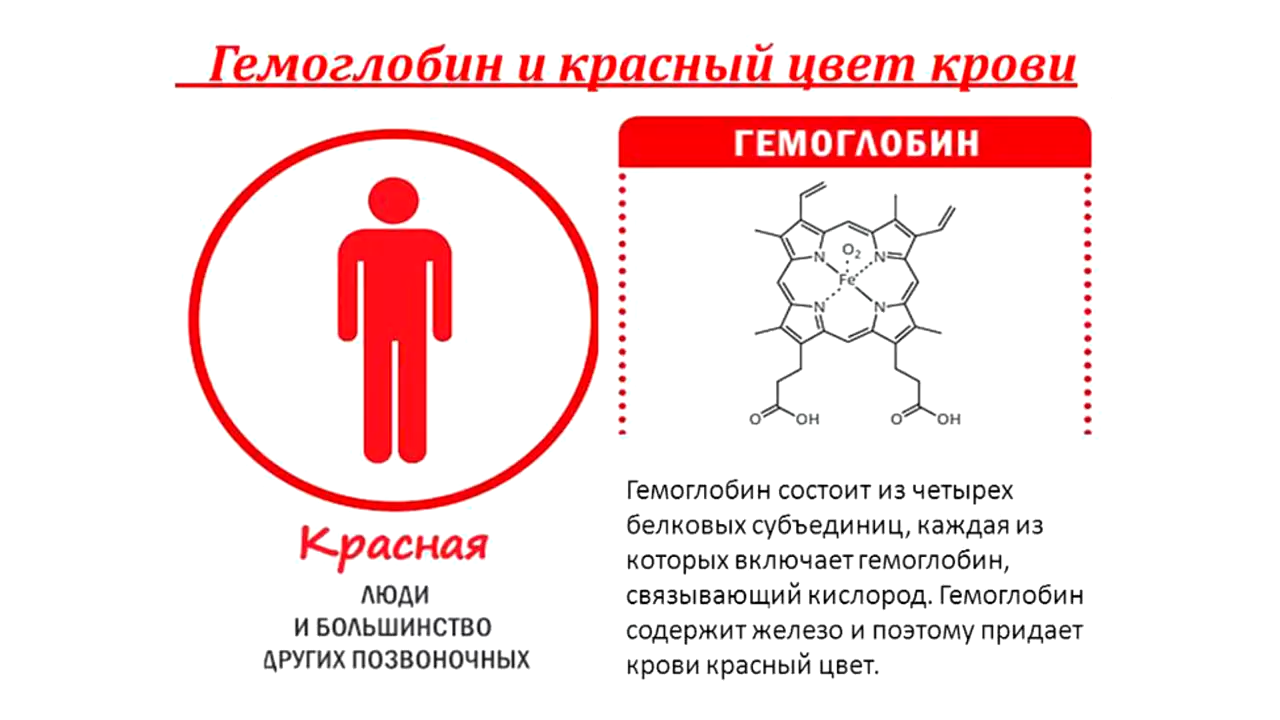 Гемоглобин и красный цвет крови
ГЕМОГЛОБИН
O₂
N
N
Fe
N
N
O
OH
O
OH
Красная
ЛЮДИ
И БОЛЬШИНСТВО
ДРУГИХ ПОЗВОНОЧНЫХ
Гемоглобин состоит из четырех
белковых субъединиц, каждая из
которых включает гемоглобин,
связывающий кислород. Гемоглобин
содержит железо и поэтому придает
крови красный цвет.